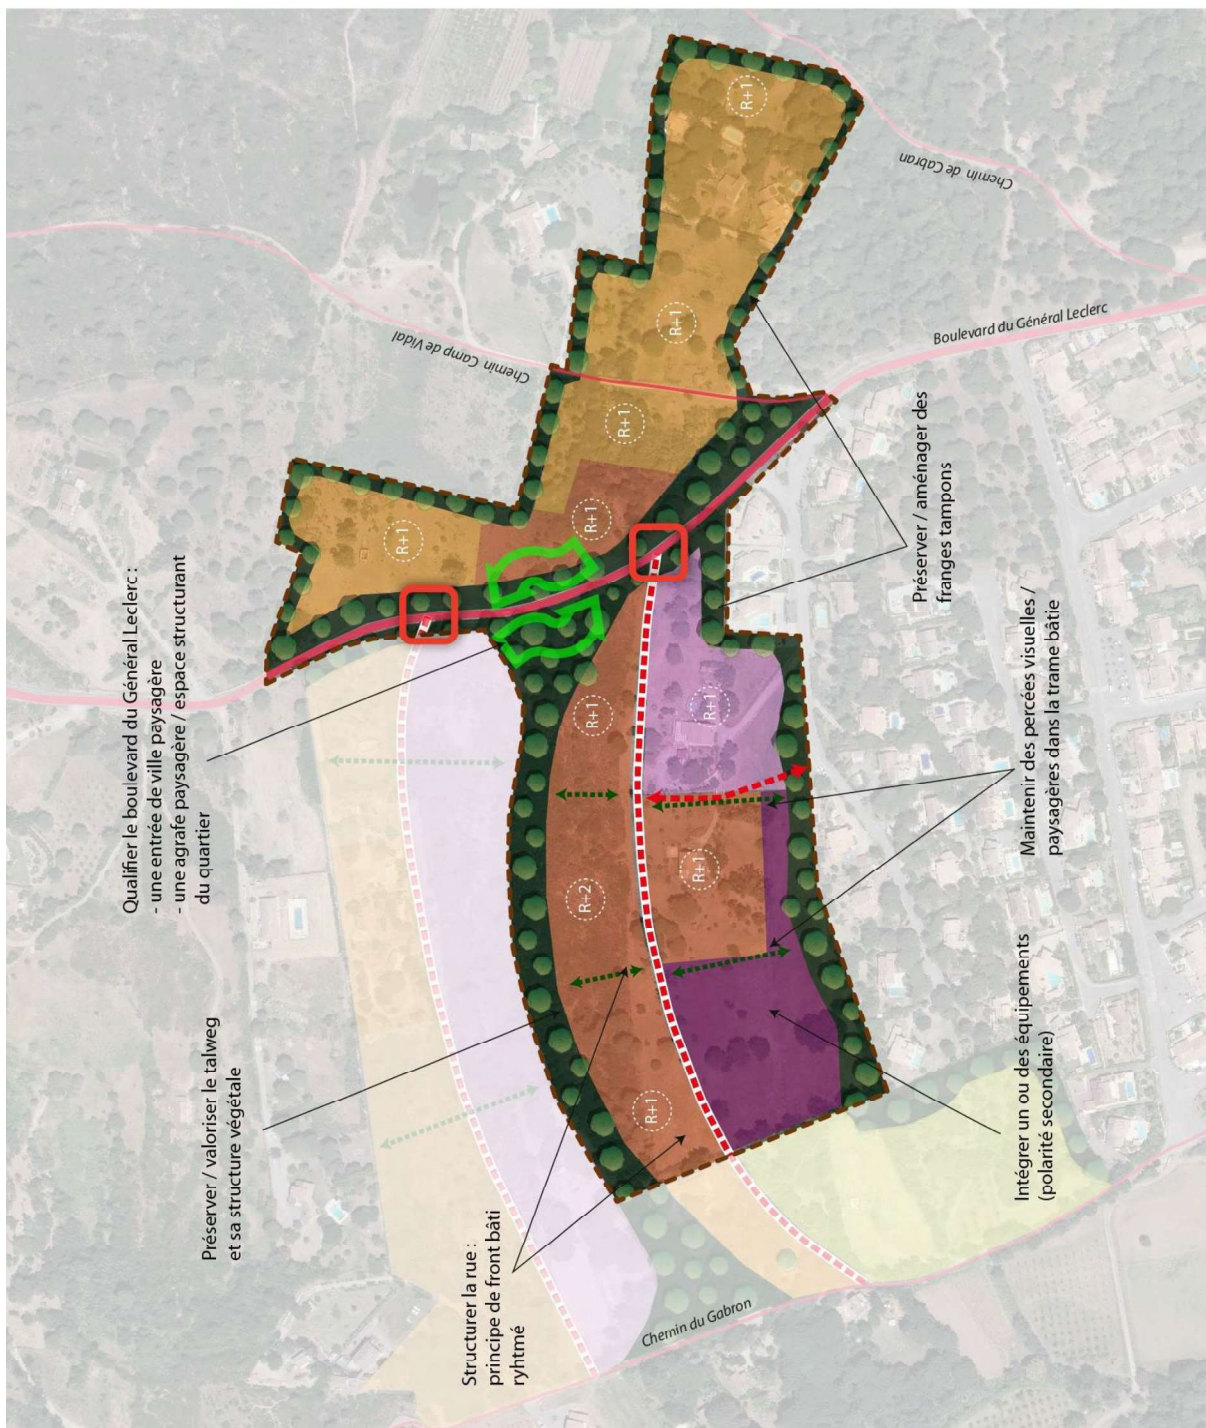 Qualifier le boulevard du Général Leclerc :
- une entrée de ville paysagère
- une agrafe paysagère / espace structurant
du quartier
Préserver / valoriser le talweg
et sa structure végétale
Structurer la rue :
principe de front bâti
ryhtmé
Chemin du Gabron
Intégrer un ou des équipements
(polarité secondaire)
Maintenir des percées visuelles /
paysagères dans la trame bâtie
Préserver / aménager des
franges tampons
Boulevard du Général Leclerc
Chemin de Cabran
Chemin Camp de Vidal
R+1
R+1
R+1
R+1
R+1
R+1
R+1
R+2
R+1
R+1